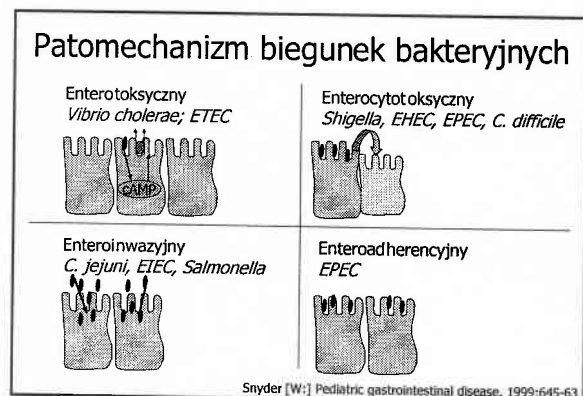 Patomechanizm biegunek bakteryjnych
Enterotoksyczny
Vibrio cholerae; ETEC
cAMP
Enterocytotoksyczny
Shigella, EHEC, EPEC, C. difficile
Enteroinwazyjny
C. jejuni, EIEC, Salmonella
Enteroadherencyjny
EPEC
Snyder [W:] Pediatric gastrointestinal disease, 1999:645-63